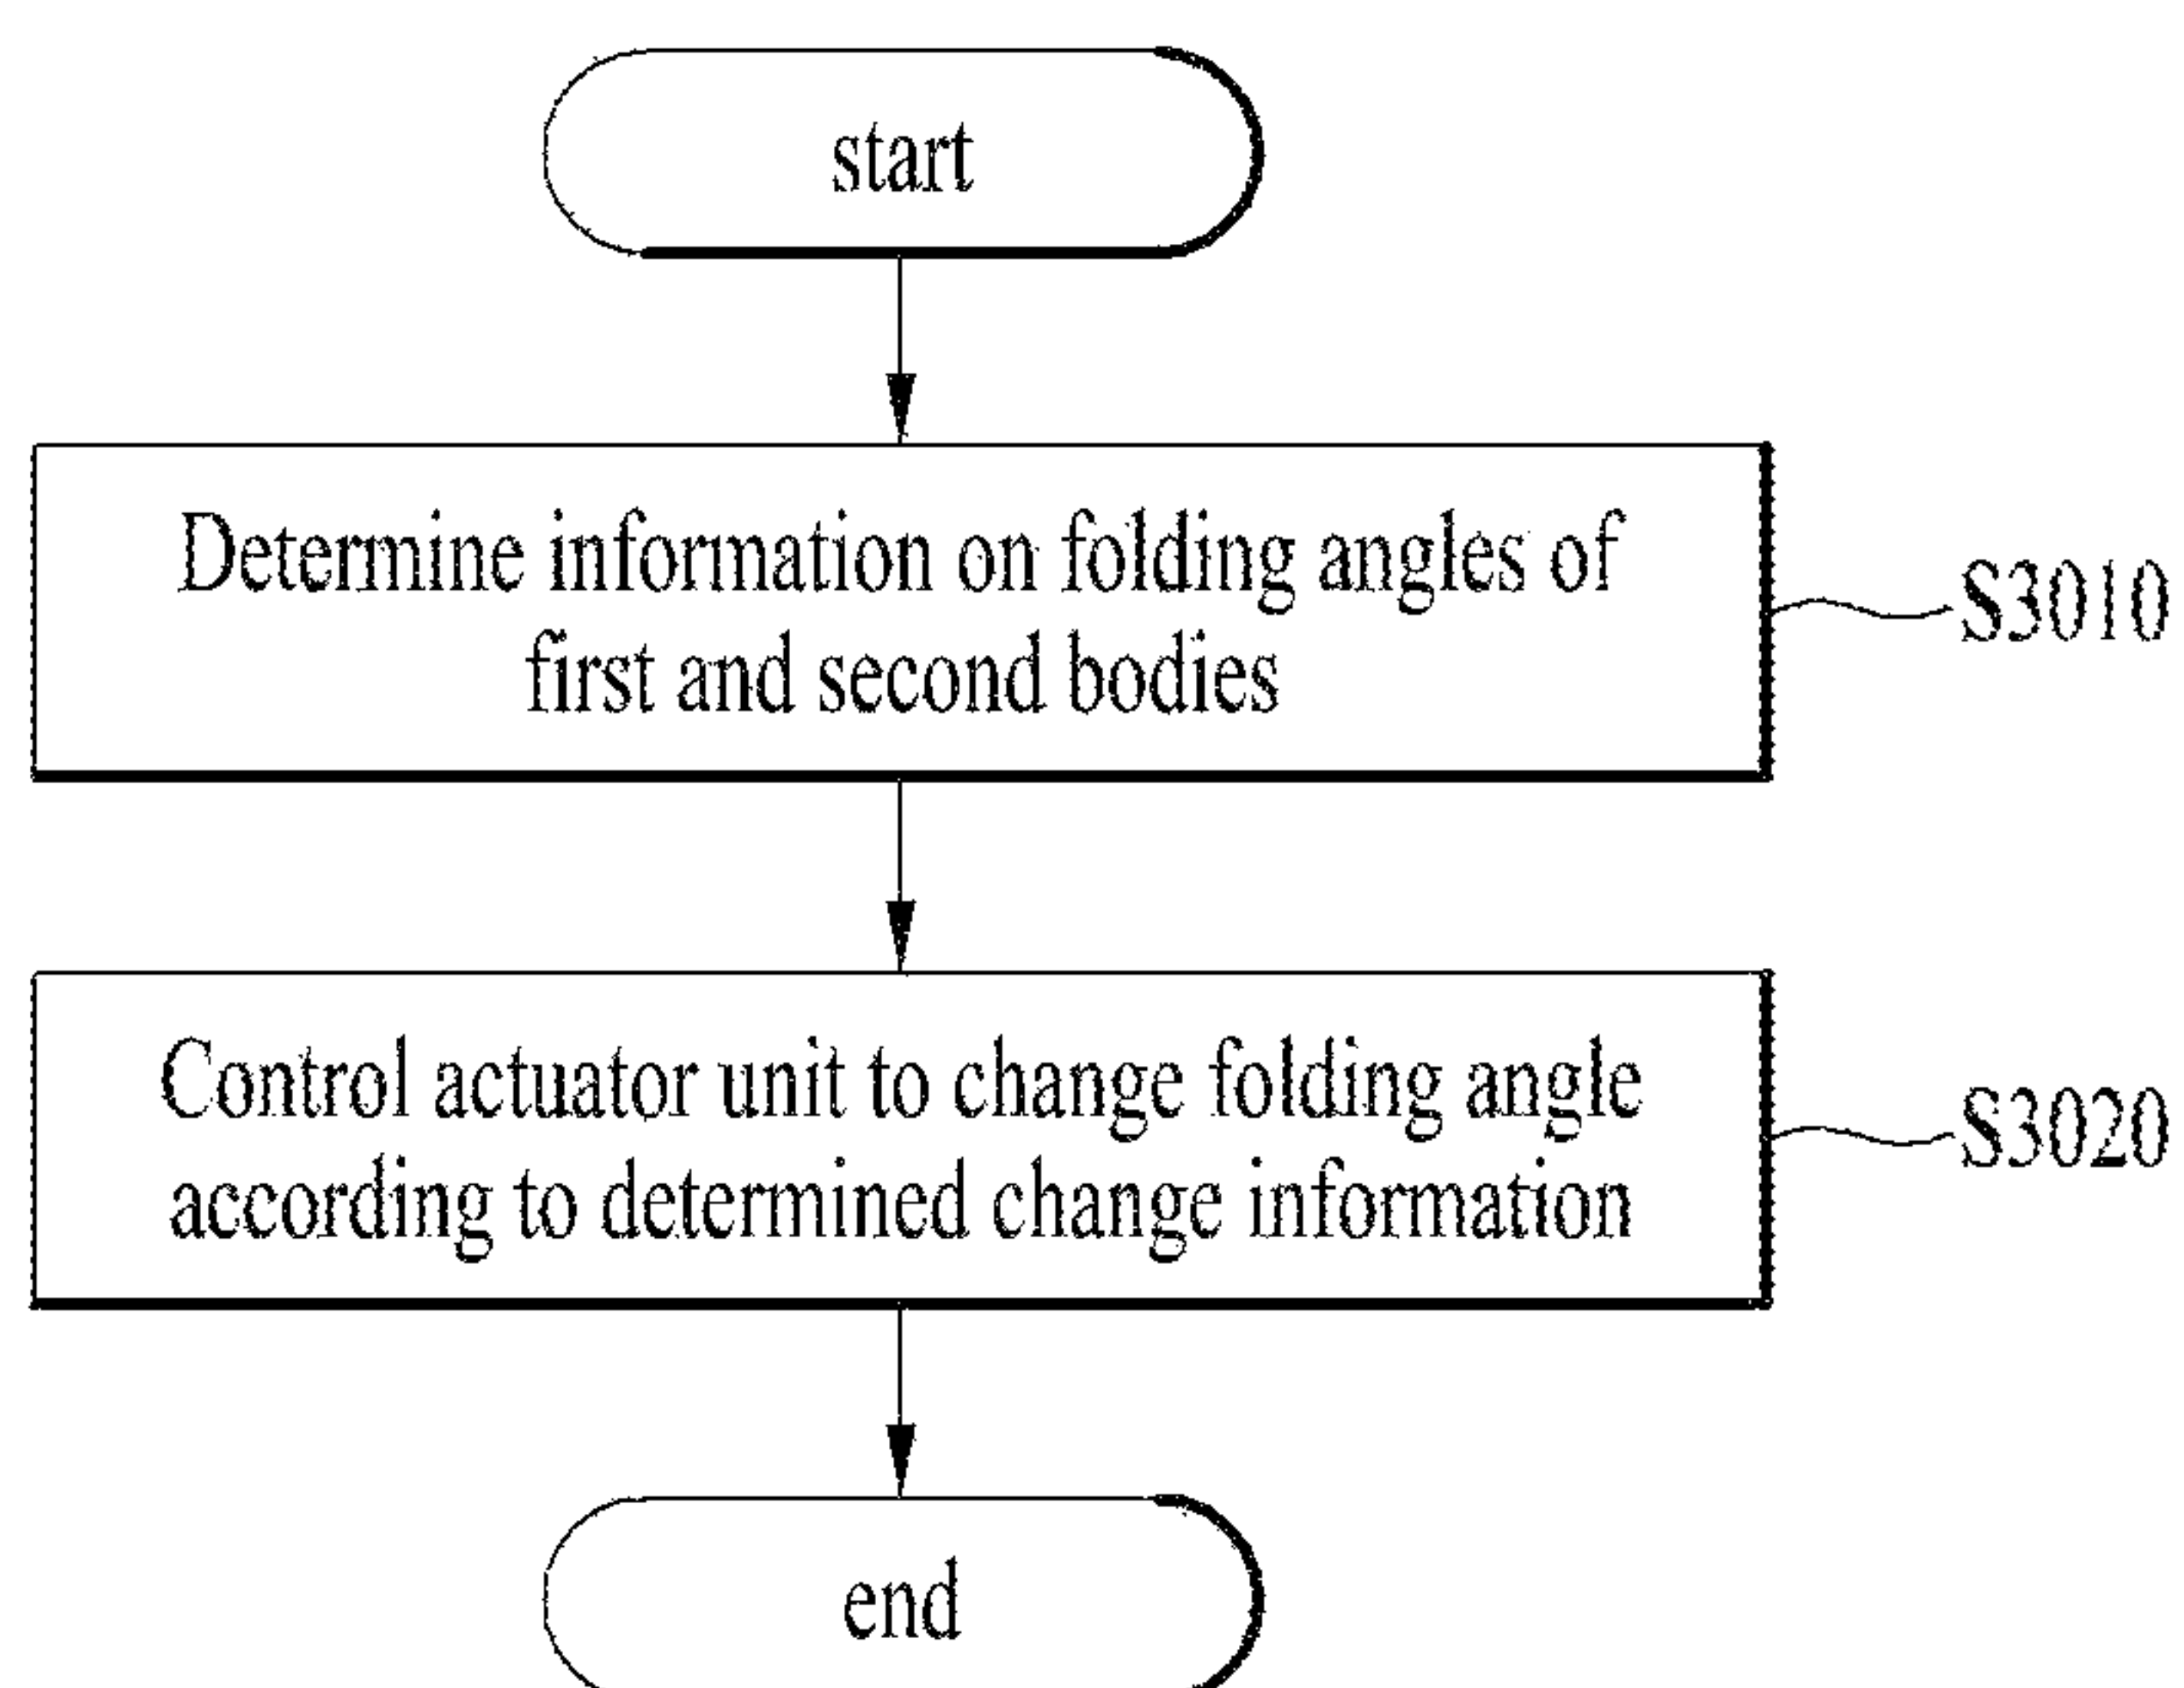 start
Determine information on folding angles of
first and second bodies
S3010
Control actuator unit to change folding angle
according to determined change information
S3020
end